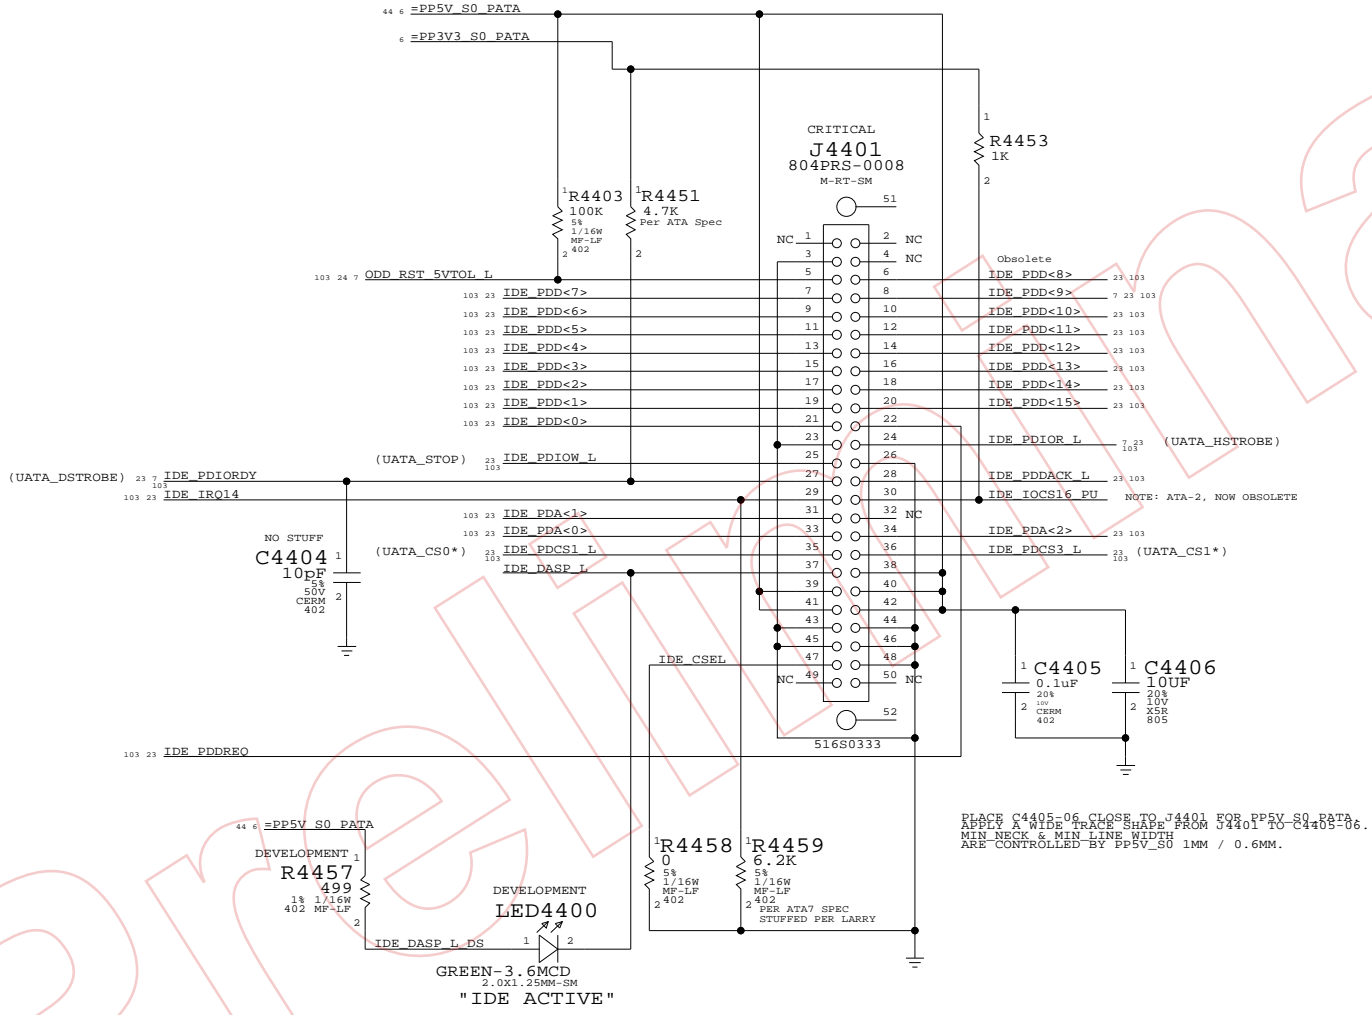 44 6 =PP5V_S0_PATA
6 =PP3V3_S0_PATA
CRITICAL
J4401
804PRS-0008
M-RT-SM
1
R4453
1K
2
1
R4403
100K
5%
1/16W
MF-LF
402
2
1
R4451
4.7K
Per ATA Spec
2
51
NC 1 2 NC
3 4 NC
Obsolete
103 24 7 ODD_RST_5VTOL_L 5 6 IDE_PDD<8> 23 103
103 23 IDE_PDD<7> 7 8 IDE_PDD<9> 7 23 103
103 23 IDE_PDD<6> 9 10 IDE_PDD<10> 23 103
103 23 IDE_PDD<5> 11 12 IDE_PDD<11> 23 103
103 23 IDE_PDD<4> 13 14 IDE_PDD<12> 23 103
103 23 IDE_PDD<3> 15 16 IDE_PDD<13> 23 103
103 23 IDE_PDD<2> 17 18 IDE_PDD<14> 23 103
103 23 IDE_PDD<1> 19 20 IDE_PDD<15> 23 103
103 23 IDE_PDD<0> 21 22
23 24 IDE_PDIOR_L 7 23 103 (UATA_HSTROBE)
(UATA_STOP) 23 103 IDE_PDIOW_L 25 26
(UATA_DSTROBE) 23 7 103 IDE_PDIORDY 27 28 IDE_PDDACK_L 23 103
103 23 IDE_IRQ14 29 30 IDE_IOCS16_PU NOTE: ATA-2, NOW OBSOLETE
103 23 IDE_PDA<1> 31 32 NC
103 23 IDE_PDA<0> 33 34 IDE_PDA<2> 23 103
(UATA_CS0*) 23 103 IDE_PDCS1_L 35 36 IDE_PDCS3_L 23 103 (UATA_CS1*)
IDE_DASP_L 37 38
39 40
41 42
43 44
45 46
IDE_CSEL 47 48
NC 49 50 NC
52
516S0333
NO STUFF
C4404
10pF
5%
50V
CERM
402
1
2
1
C4405
0.1uF
20%
10V
CERM
402
2
1
C4406
10UF
20%
10V
X5R
805
2
103 23 IDE_PDDREQ
PLACE C4405-06 CLOSE TO J4401 FOR PP5V_S0_PATA.
APPLY A WIDE TRACE SHAPE FROM J4401 TO C4405-06.
MIN_NECK & MIN_LINE WIDTH
ARE CONTROLLED BY PP5V_S0 1MM / 0.6MM.
44 6 =PP5V_S0_PATA
DEVELOPMENT
1
R4457
499
1% 1/16W
402 MF-LF
2
IDE_DASP_L_DS
DEVELOPMENT
LED4400
1 2
GREEN-3.6MCD
2.0X1.25MM-SM
"IDE ACTIVE"
1
R4458
0
5%
1/16W
MF-LF
402
2
1
R4459
6.2K
5%
1/16W
MF-LF
402
2
PER ATA7 SPEC
STUFFED PER LARRY
Prelimina